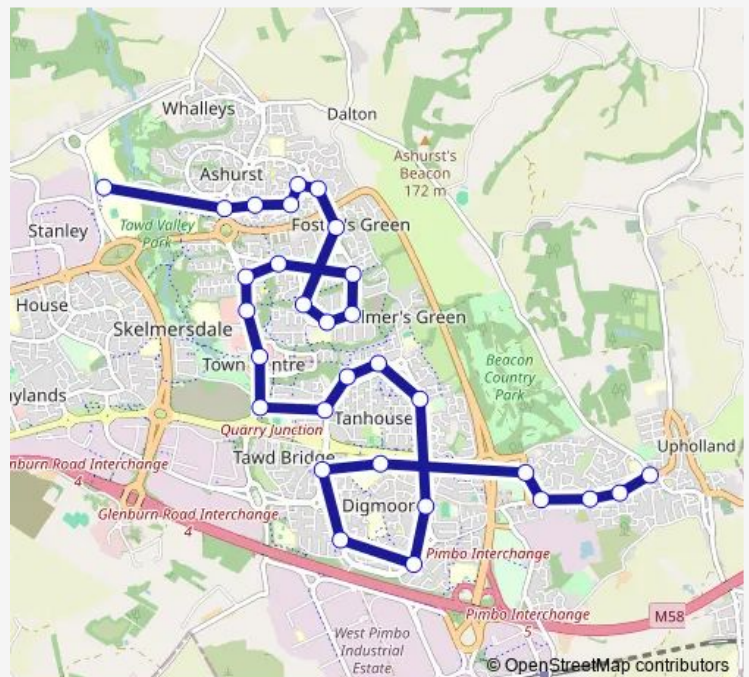 Whalleys
Dalton
Ashurst's
Beacon
172 m
Ashurst
Tawd Valley
Park
Stanley
Fost 's Green
House
Skelmersdale
lmer's Green
Beacon
Country
Park
Town ntre
ylands
Tanhouse
Quarry Junction
Upholland
Tawd Bridge
nburn Road Interchange
4
Digmoor
Glenburn Road Interchange
4
Pimbo Interchange
Pimbo Interchange
5
M58
West Pimbo
Industrial
Estate
© OpenStreetMap contributors